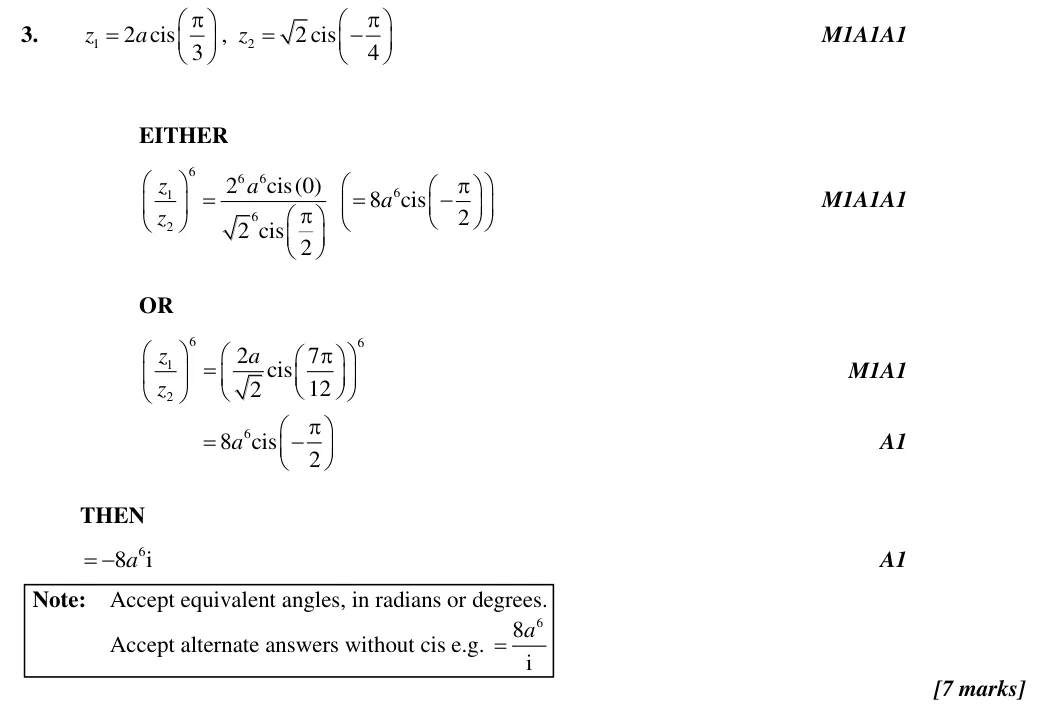 3. z₁ = 2a cis(π/3), z₂ = √2 cis(−π/4) M1A1A1
EITHER
(z₁/z₂)⁶ = 2⁶a⁶cis(0) / √2⁶ cis(π/2) (= 8a⁶cis(−π/2)) M1A1A1
OR
(z₁/z₂)⁶ = (2a/√2 cis(7π/12))⁶ M1A1
= 8a⁶cis(−π/2) A1
THEN
= −8a⁶i A1
Note: Accept equivalent angles, in radians or degrees.
Accept alternate answers without cis e.g. = 8a⁶/i
[7 marks]